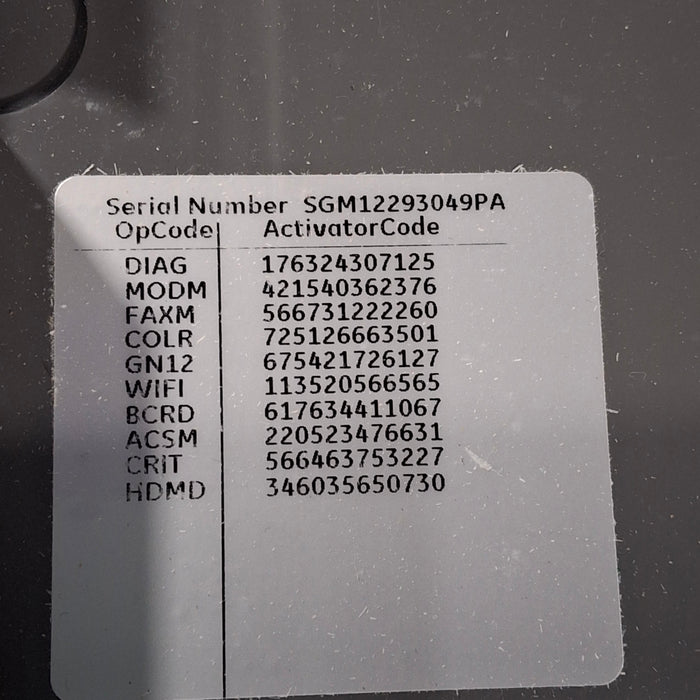 Serial Number SGM12293049PA
OpCode ActivatorCode
DIAG 176324307125
MODM 421540362376
FAXM 566731222260
COLR 725126663501
GN12 675421726127
WIFI 113520566565
BCRD 617634411067
ACSM 220523476631
CRIT 566463753227
HDMD 346035650730